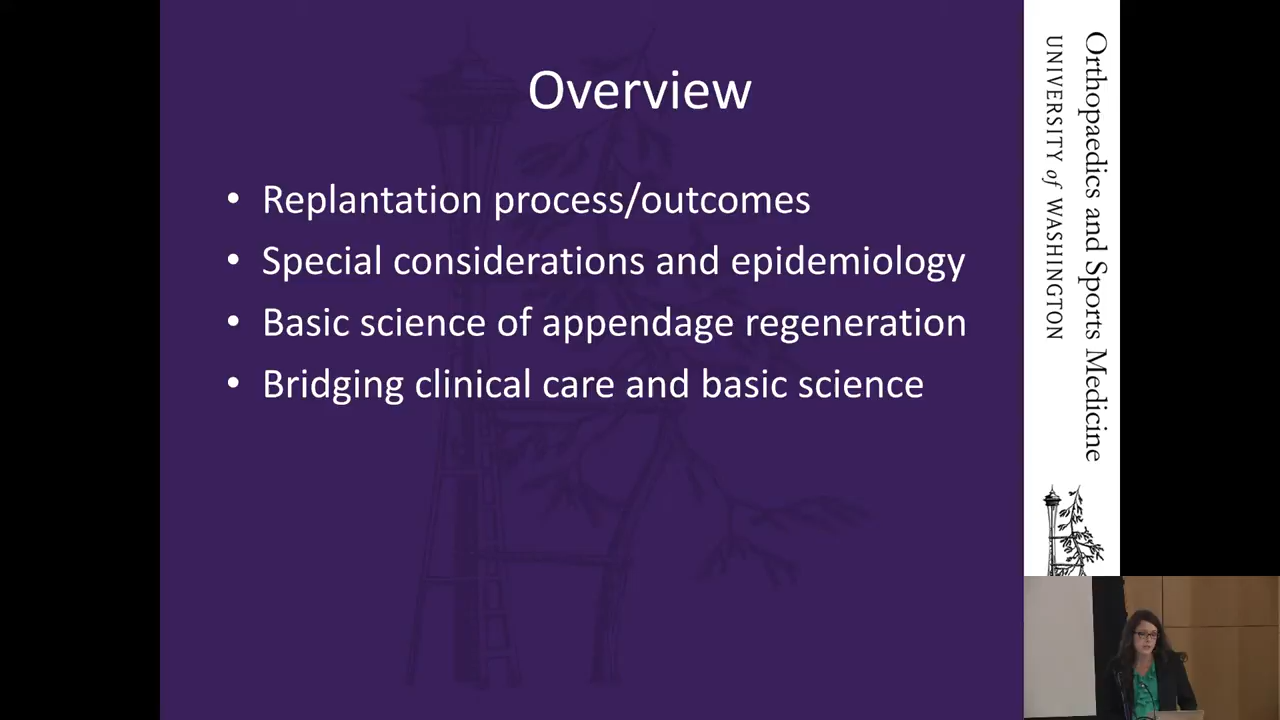 Overview
• Replantation process/outcomes
• Special considerations and epidemiology
• Basic science of appendage regeneration
• Bridging clinical care and basic science
Orthopaedics and Sports Medicine
UNIVERSITY of WASHINGTON